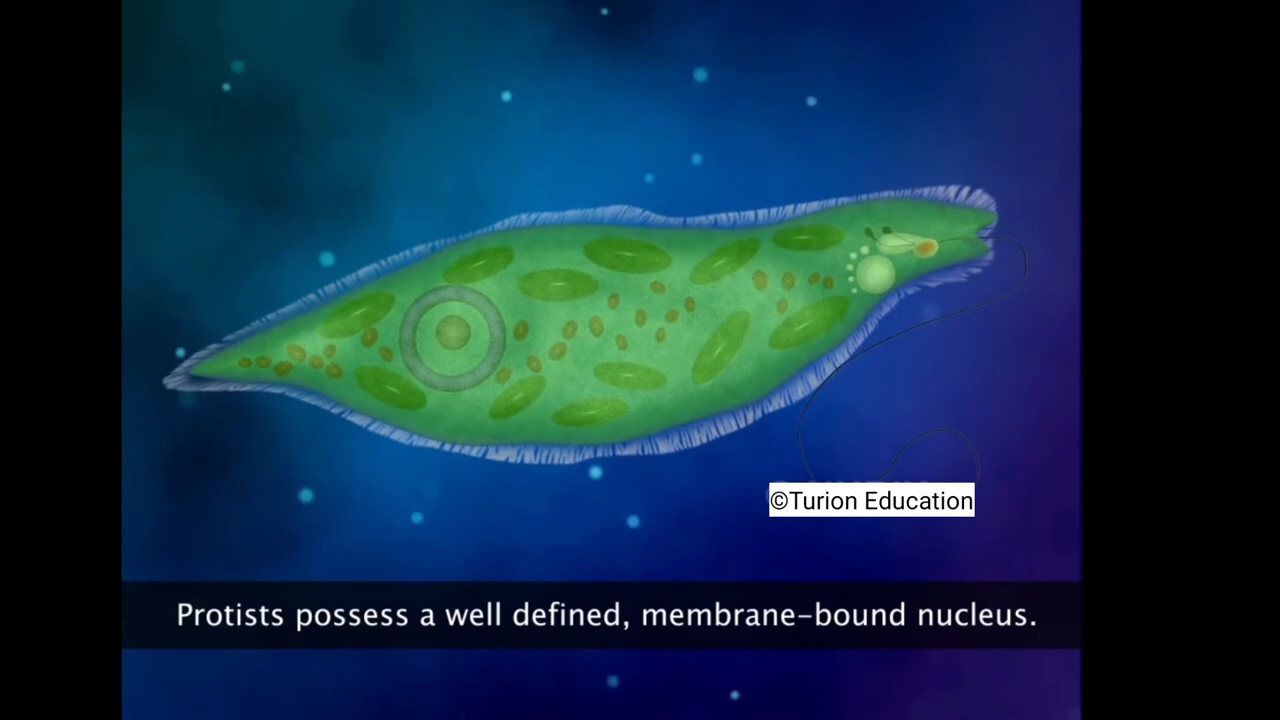 ©Turion Education
Protists possess a well defined, membrane-bound nucleus.